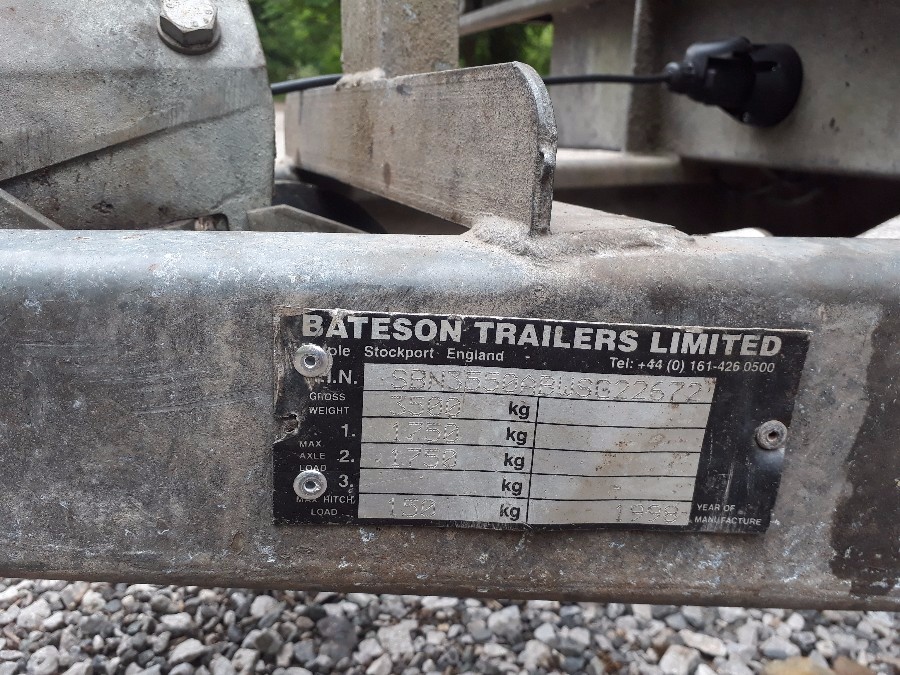 BATESON TRAILERS LIMITED
Stockport England
Tel: +44 (0) 161-426 0500
GROSS WEIGHT 3500 kg
MAX AXLE LOAD
1. 1750 kg
2. 1750 kg
3. kg
MAX HITCH LOAD 150 kg
1998 YEAR OF MANUFACTURE